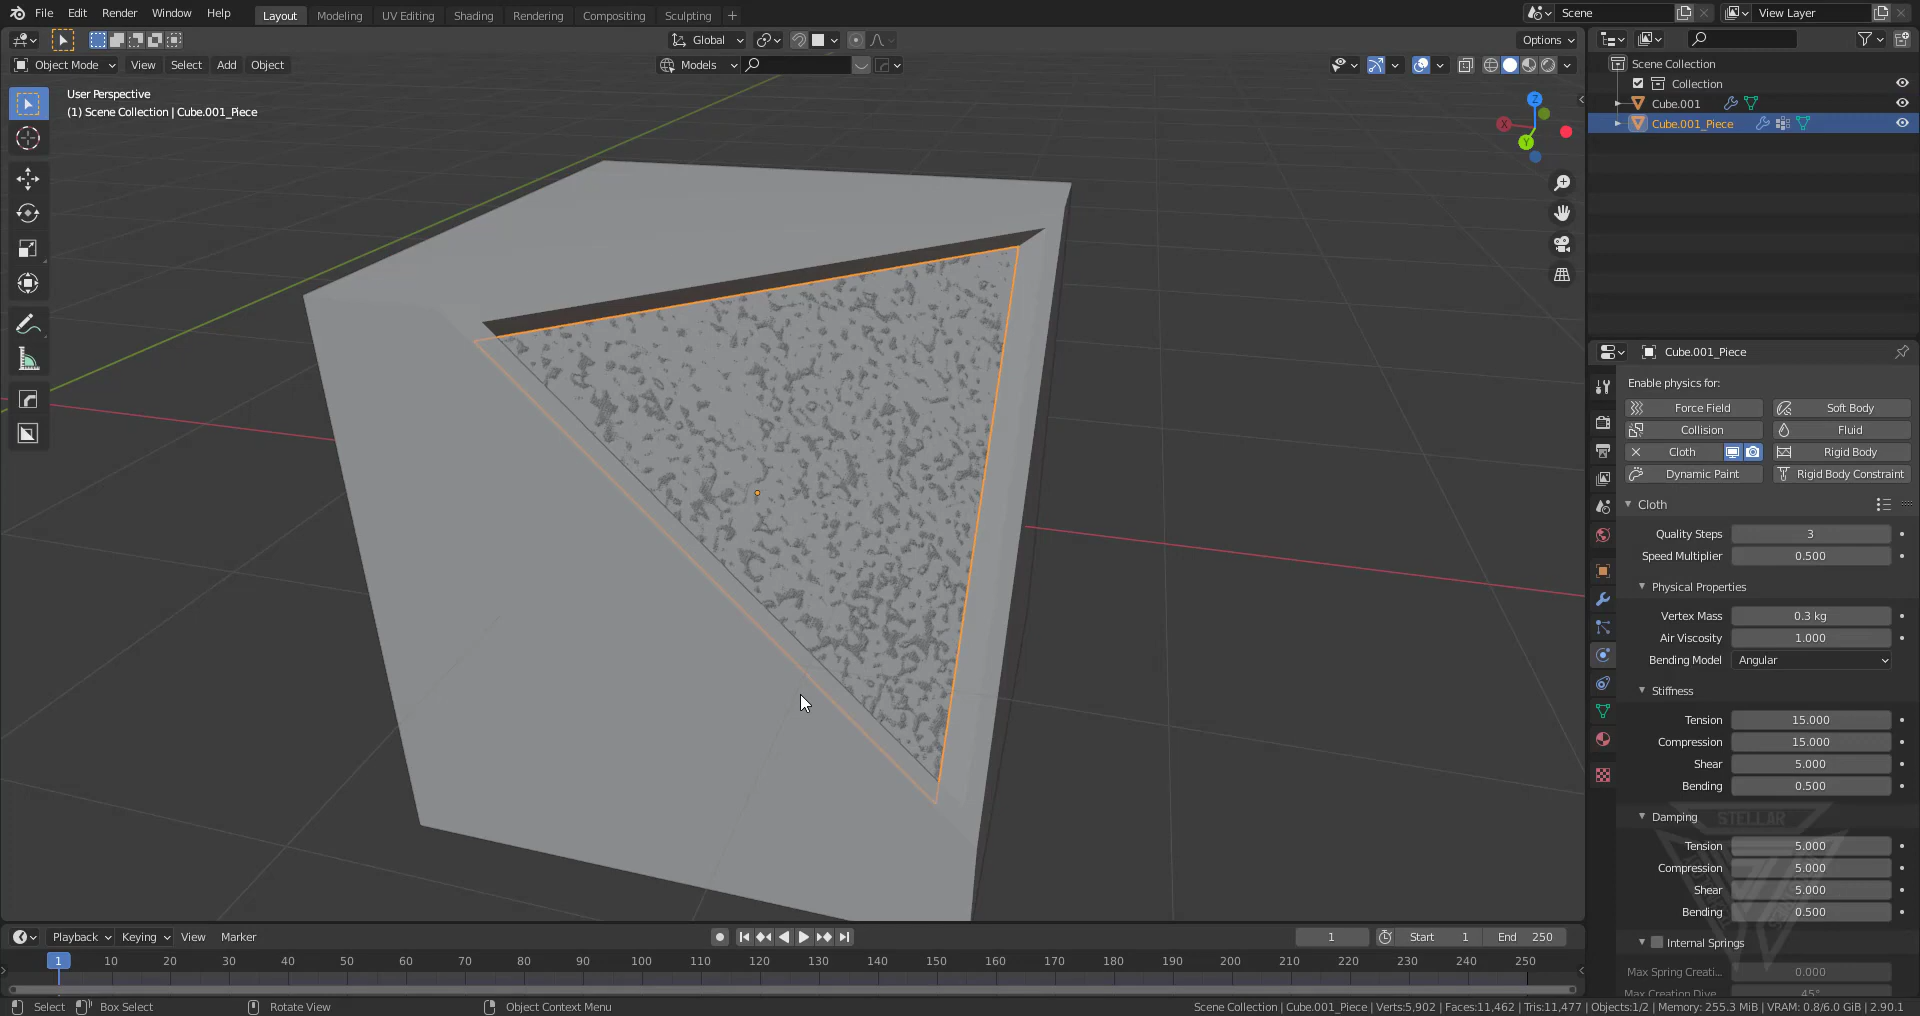 File Edit Render Window Help Layout Modeling UV Editing Shading Rendering Compositing Sculpting + Scene View Layer
Global Options
Object Mode View Select Add Object Models
User Perspective
(1) Scene Collection | Cube.001_Piece
Z
X
Y
Scene Collection
Collection
Cube.001
Cube.001_Piece
Cube.001_Piece
Enable physics for:
Force Field Soft Body
Collision Fluid
Cloth Rigid Body
Dynamic Paint Rigid Body Constraint
Cloth
Quality Steps 3
Speed Multiplier 0.500
Physical Properties
Vertex Mass 0.3 kg
Air Viscosity 1.000
Bending Model Angular
Stiffness
Tension 15.000
Compression 15.000
Shear 5.000
Bending 0.500
Damping
STELLAR
Tension 5.000
Compression 5.000
Shear 5.000
Bending 0.500
Internal Springs
Max Spring Creati... 0.000
Max Creation Dive... 45°
Playback Keying View Marker 1 Start 1 End 250
1 10 20 30 40 50 60 70 80 90 100 110 120 130 140 150 160 170 180 190 200 210 220 230 240 250
Select Box Select Rotate View Object Context Menu Scene Collection | Cube.001_Piece | Verts:5,902 | Faces:11,462 | Tris:11,477 | Objects:1/2 | Memory: 255.3 MiB | VRAM: 0.8/6.0 GiB | 2.90.1